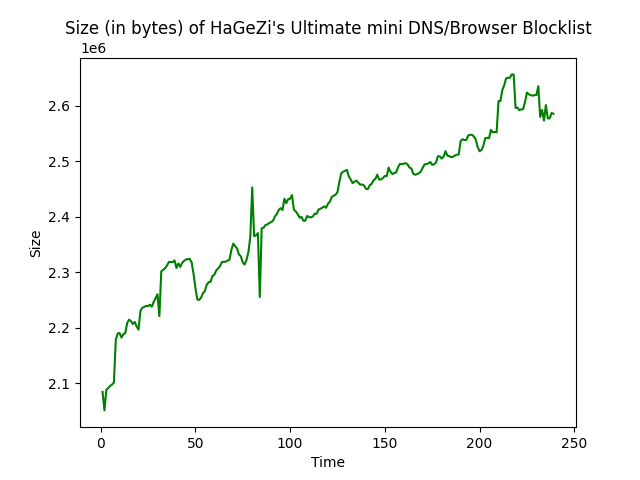 Size (in bytes) of HaGeZi's Ultimate mini DNS/Browser Blocklist
1e6
2.6
2.5
2.4
2.3
2.2
2.1
Size
0 50 100 150 200 250
Time